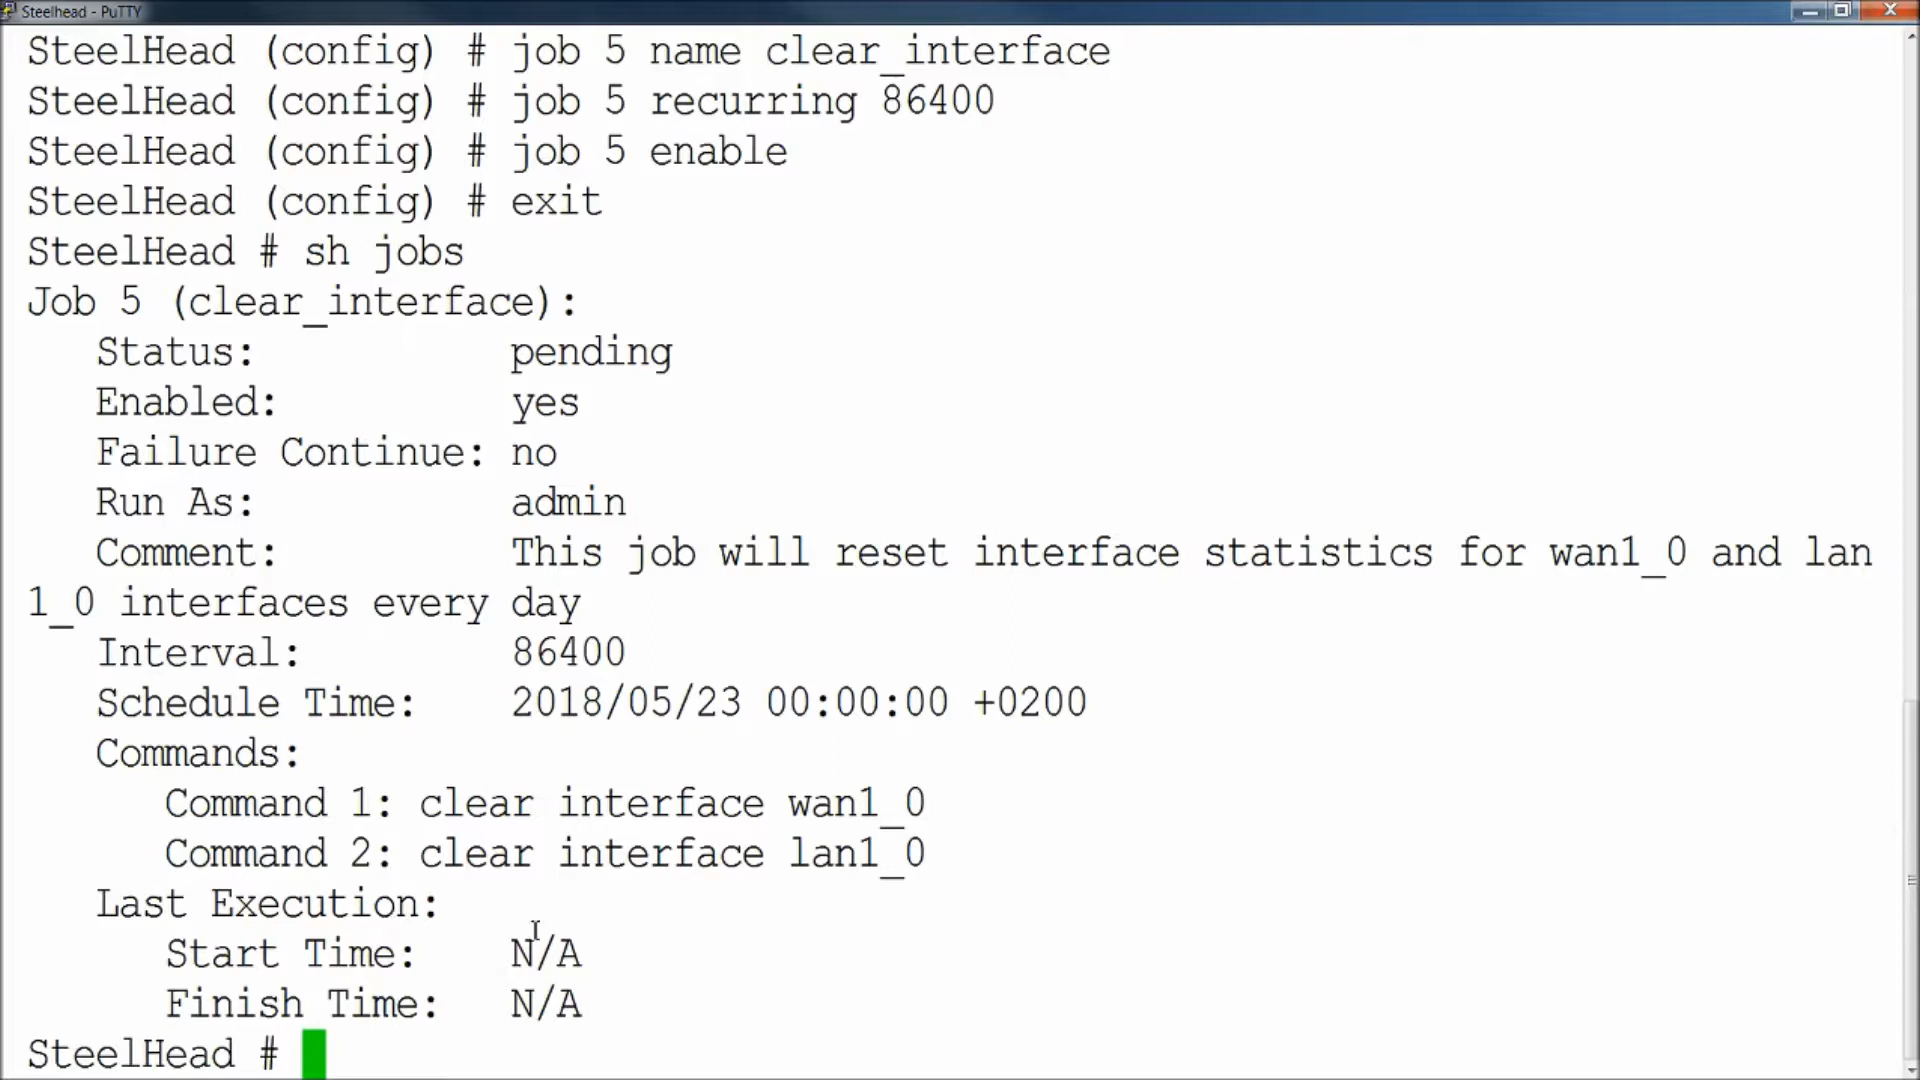 Steelhead - PuTTY
SteelHead (config) # job 5 name clear_interface
SteelHead (config) # job 5 recurring 86400
SteelHead (config) # job 5 enable
SteelHead (config) # exit
SteelHead # sh jobs
Job 5 (clear_interface):
Status: pending
Enabled: yes
Failure Continue: no
Run As: admin
Comment: This job will reset interface statistics for wan1_0 and lan
1_0 interfaces every day
Interval: 86400
Schedule Time: 2018/05/23 00:00:00 +0200
Commands:
Command 1: clear interface wan1_0
Command 2: clear interface lan1_0
Last Execution:
Start Time: N/A
Finish Time: N/A
SteelHead #